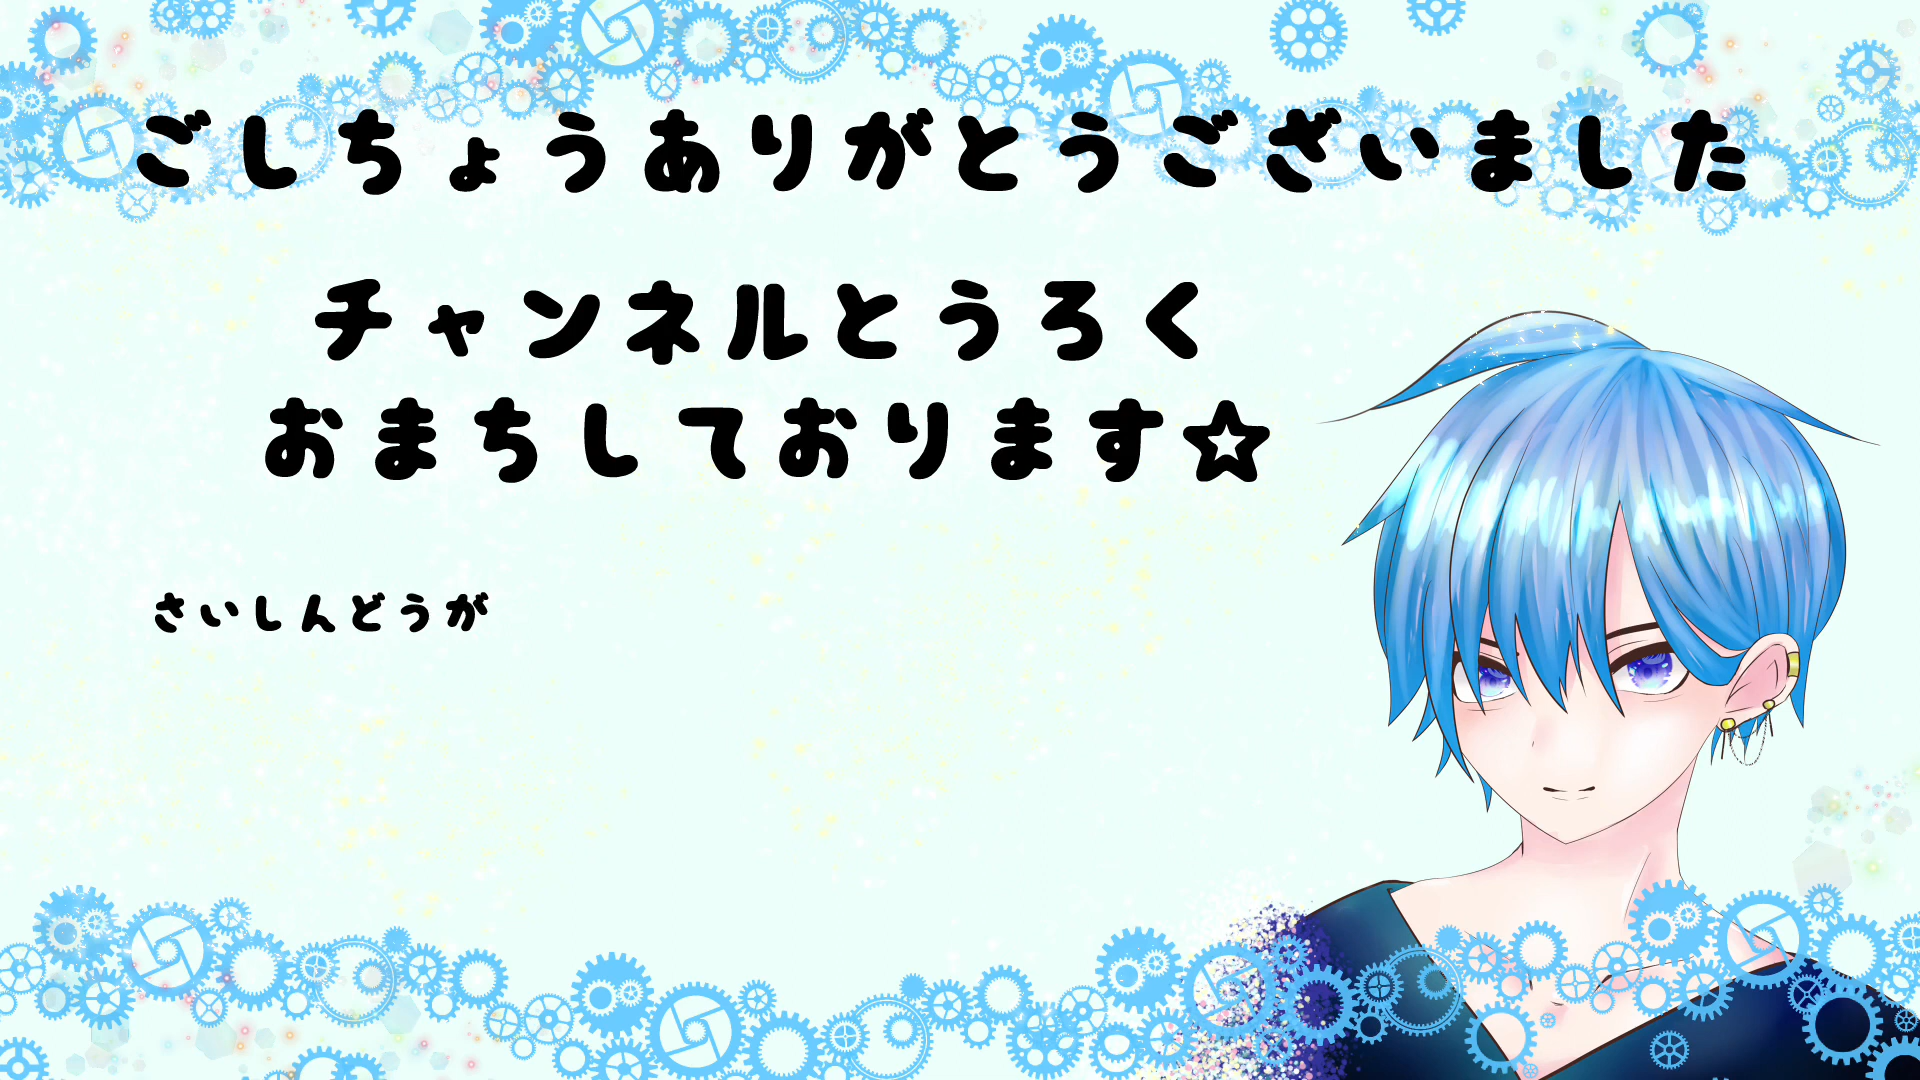 ごしちょうありがとうございました
チャンネルとうろく
おまちしております☆
さいしんどうが